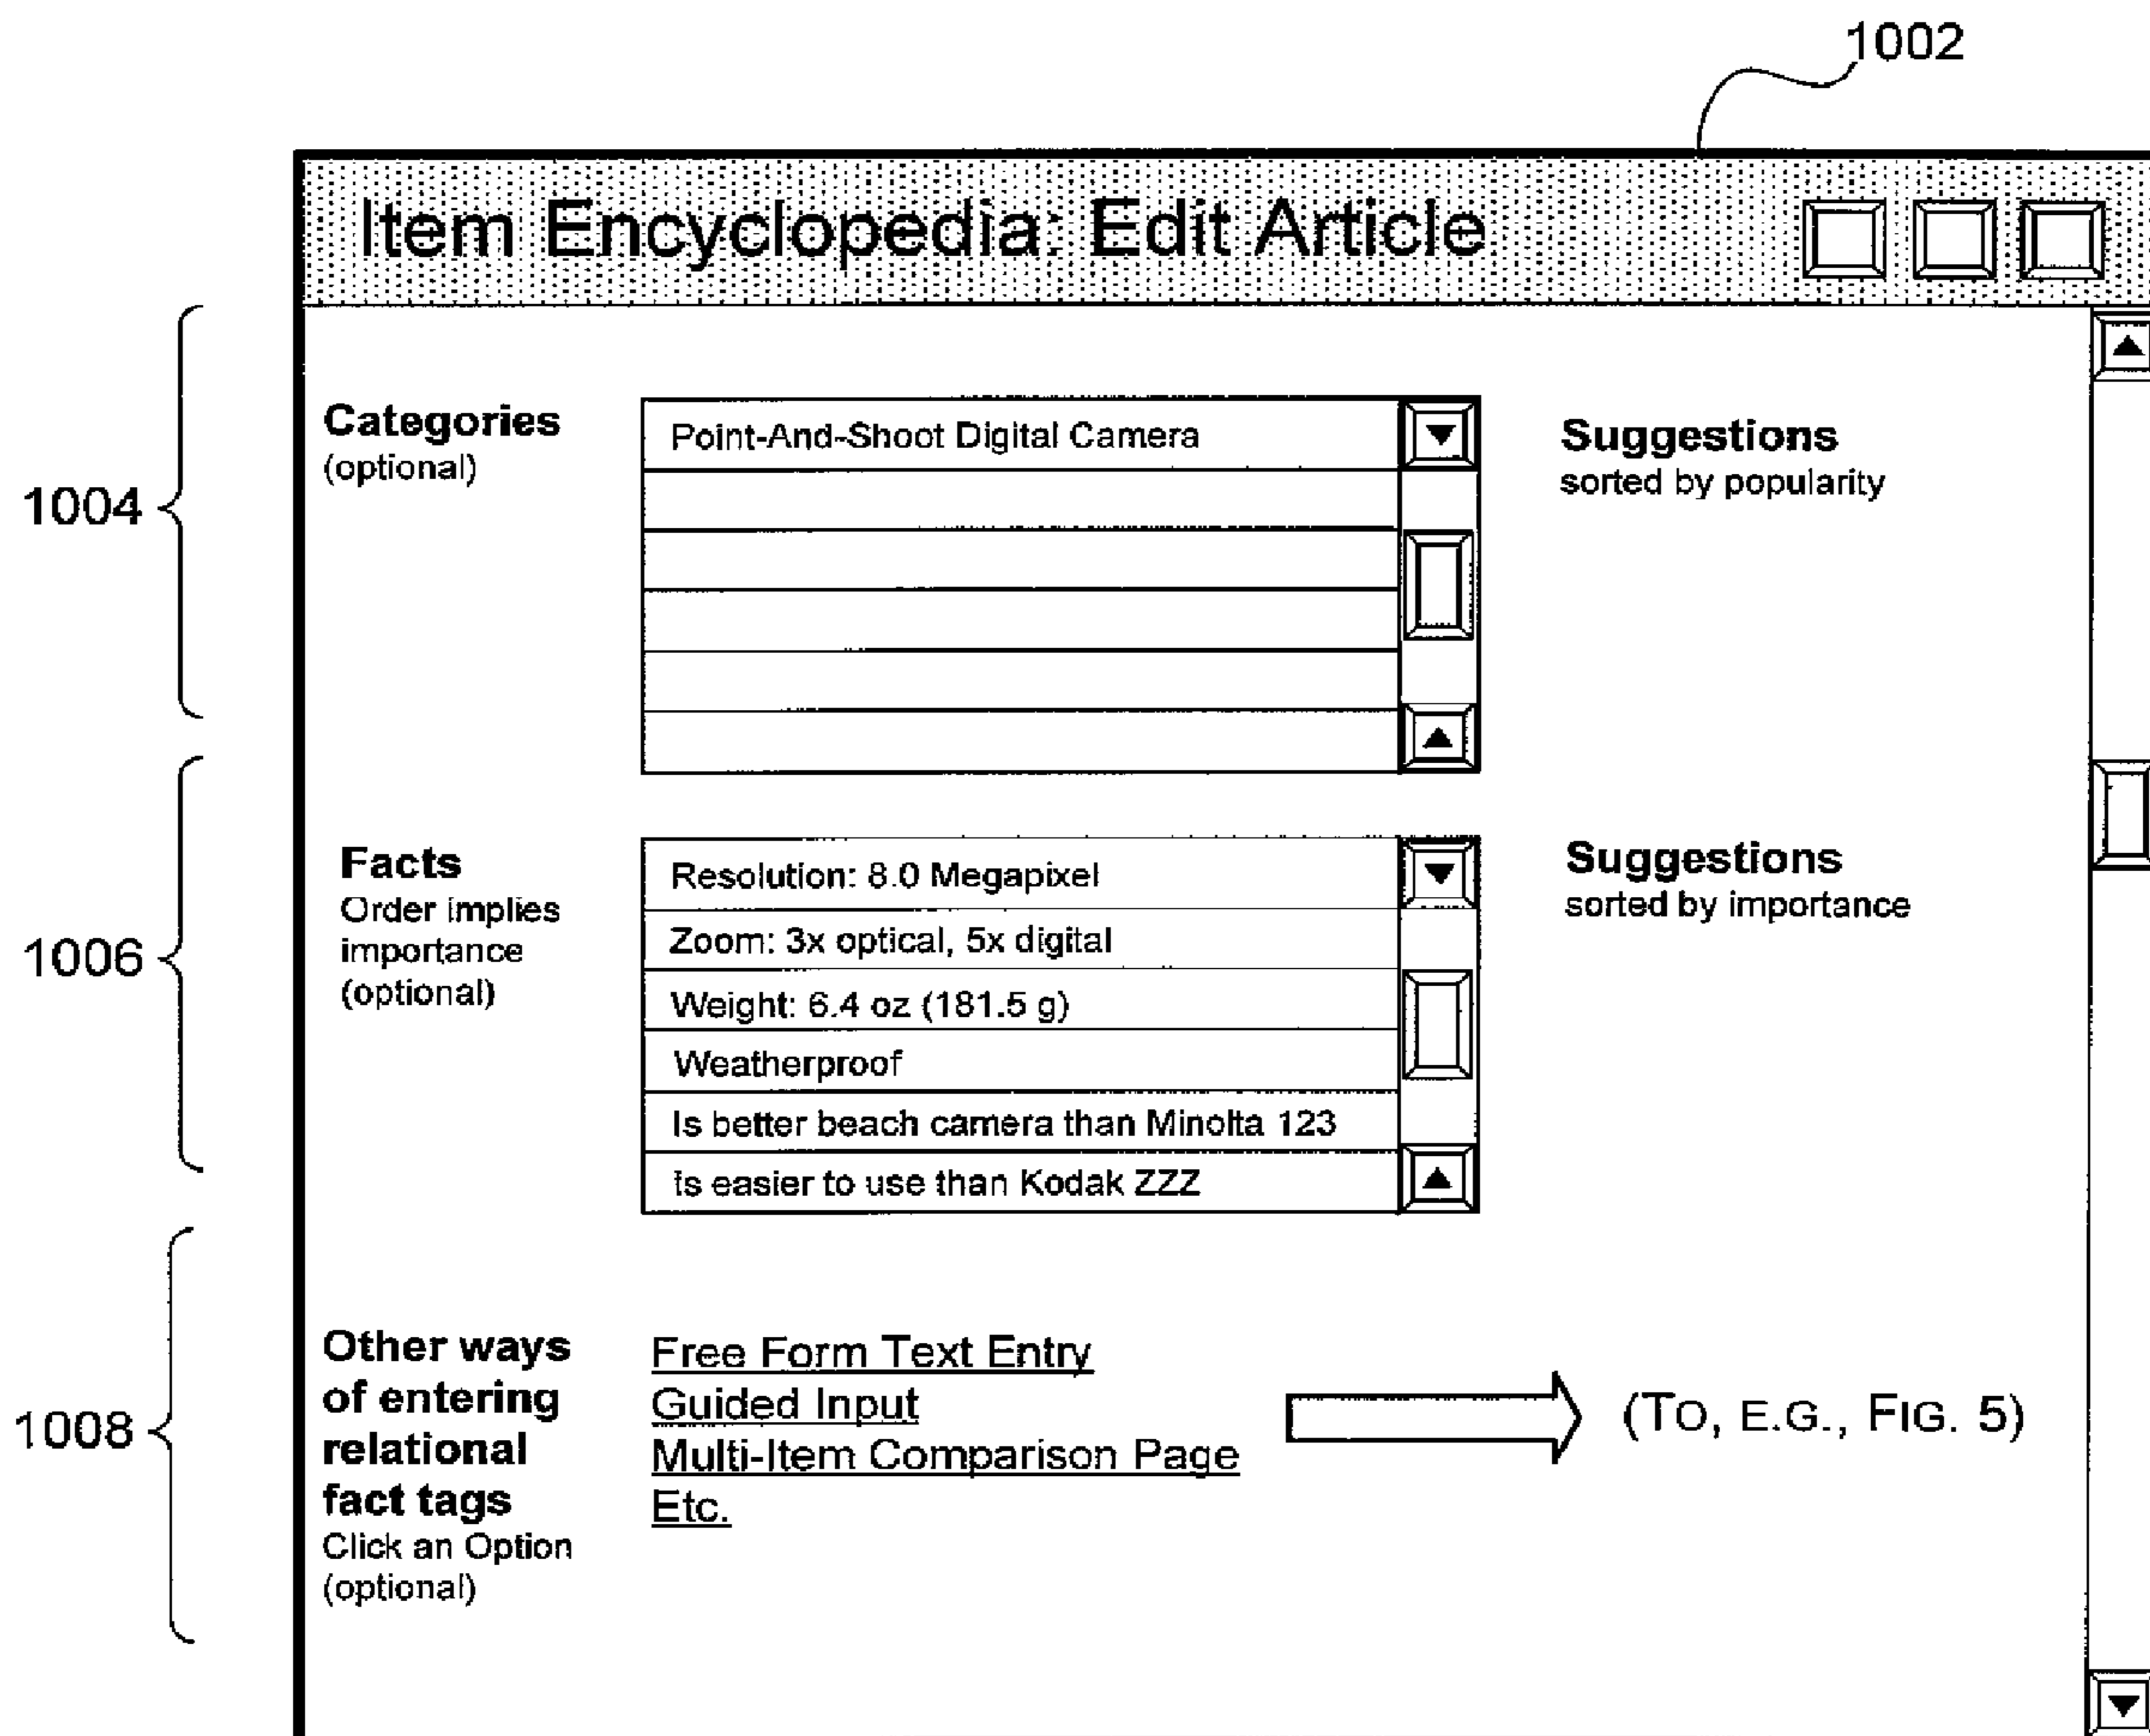 1002
Item Encyclopedia: Edit Article
1004
Categories
(optional)
Point-And-Shoot Digital Camera
Suggestions
sorted by popularity
1006
Facts
Order implies
importance
(optional)
Resolution: 8.0 Megapixel
Zoom: 3x optical, 5x digital
Weight: 6.4 oz (181.5 g)
Weatherproof
Is better beach camera than Minolta 123
Is easier to use than Kodak ZZZ
Suggestions
sorted by importance
1008
Other ways
of entering
relational
fact tags
Click an Option
(optional)
Free Form Text Entry
Guided Input
Multi-Item Comparison Page
Etc.
(TO, E.G., FIG. 5)